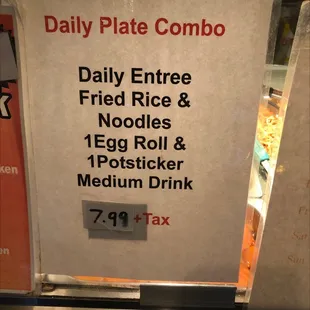 Daily Plate Combo
Daily Entree
Fried Rice &
Noodles
1Egg Roll &
1Potsticker
Medium Drink
7.99 +Tax